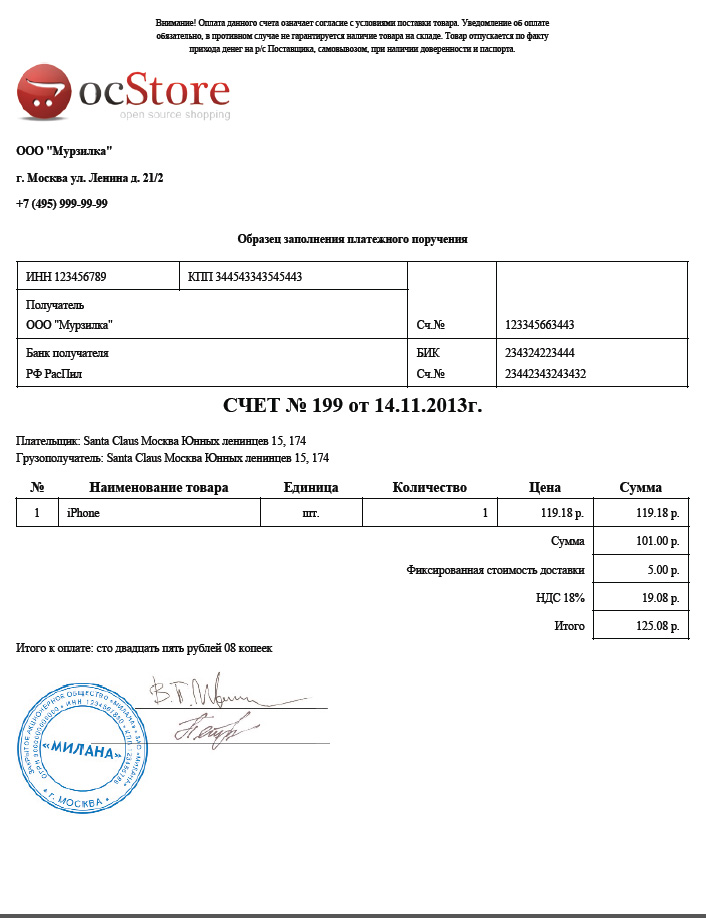 Внимание! Оплата данного счета означает согласие с условиями поставки товара. Уведомление об оплате
обязательно, в противном случае не гарантируется наличие товара на складе. Товар отпускается по факту
прихода денег на р/с Поставщика, самовывозом, при наличии доверенности и паспорта.
ocStore
open source shopping
ООО "Мурзилка"
г. Москва ул. Ленина д. 21/2
+7 (495) 999-99-99
Образец заполнения платежного поручения
ИНН 123456789 КПП 344543343545443
Получатель
ООО "Мурзилка" Сч.№ 123345663443
Банк получателя БИК 234324223444
РФ РасПил Сч.№ 23442343243432
СЧЕТ № 199 от 14.11.2013г.
Плательщик: Santa Claus Москва Юнных ленинцев 15, 174
Грузополучатель: Santa Claus Москва Юнных ленинцев 15, 174
№ Наименование товара Единица Количество Цена Сумма
1 iPhone шт. 1 119.18 р. 119.18 р.
Сумма 101.00 р.
Фиксированная стоимость доставки 5.00 р.
НДС 18% 19.08 р.
Итого 125.08 р.
Итого к оплате: сто двадцать пять рублей 08 копеек
ЗАКРЫТОЕ АКЦИОНЕРНОЕ ОБЩЕСТВО «МИЛАНА» * ЗАО «МИЛАНА»
«МИЛАНА»
* г. МОСКВА *